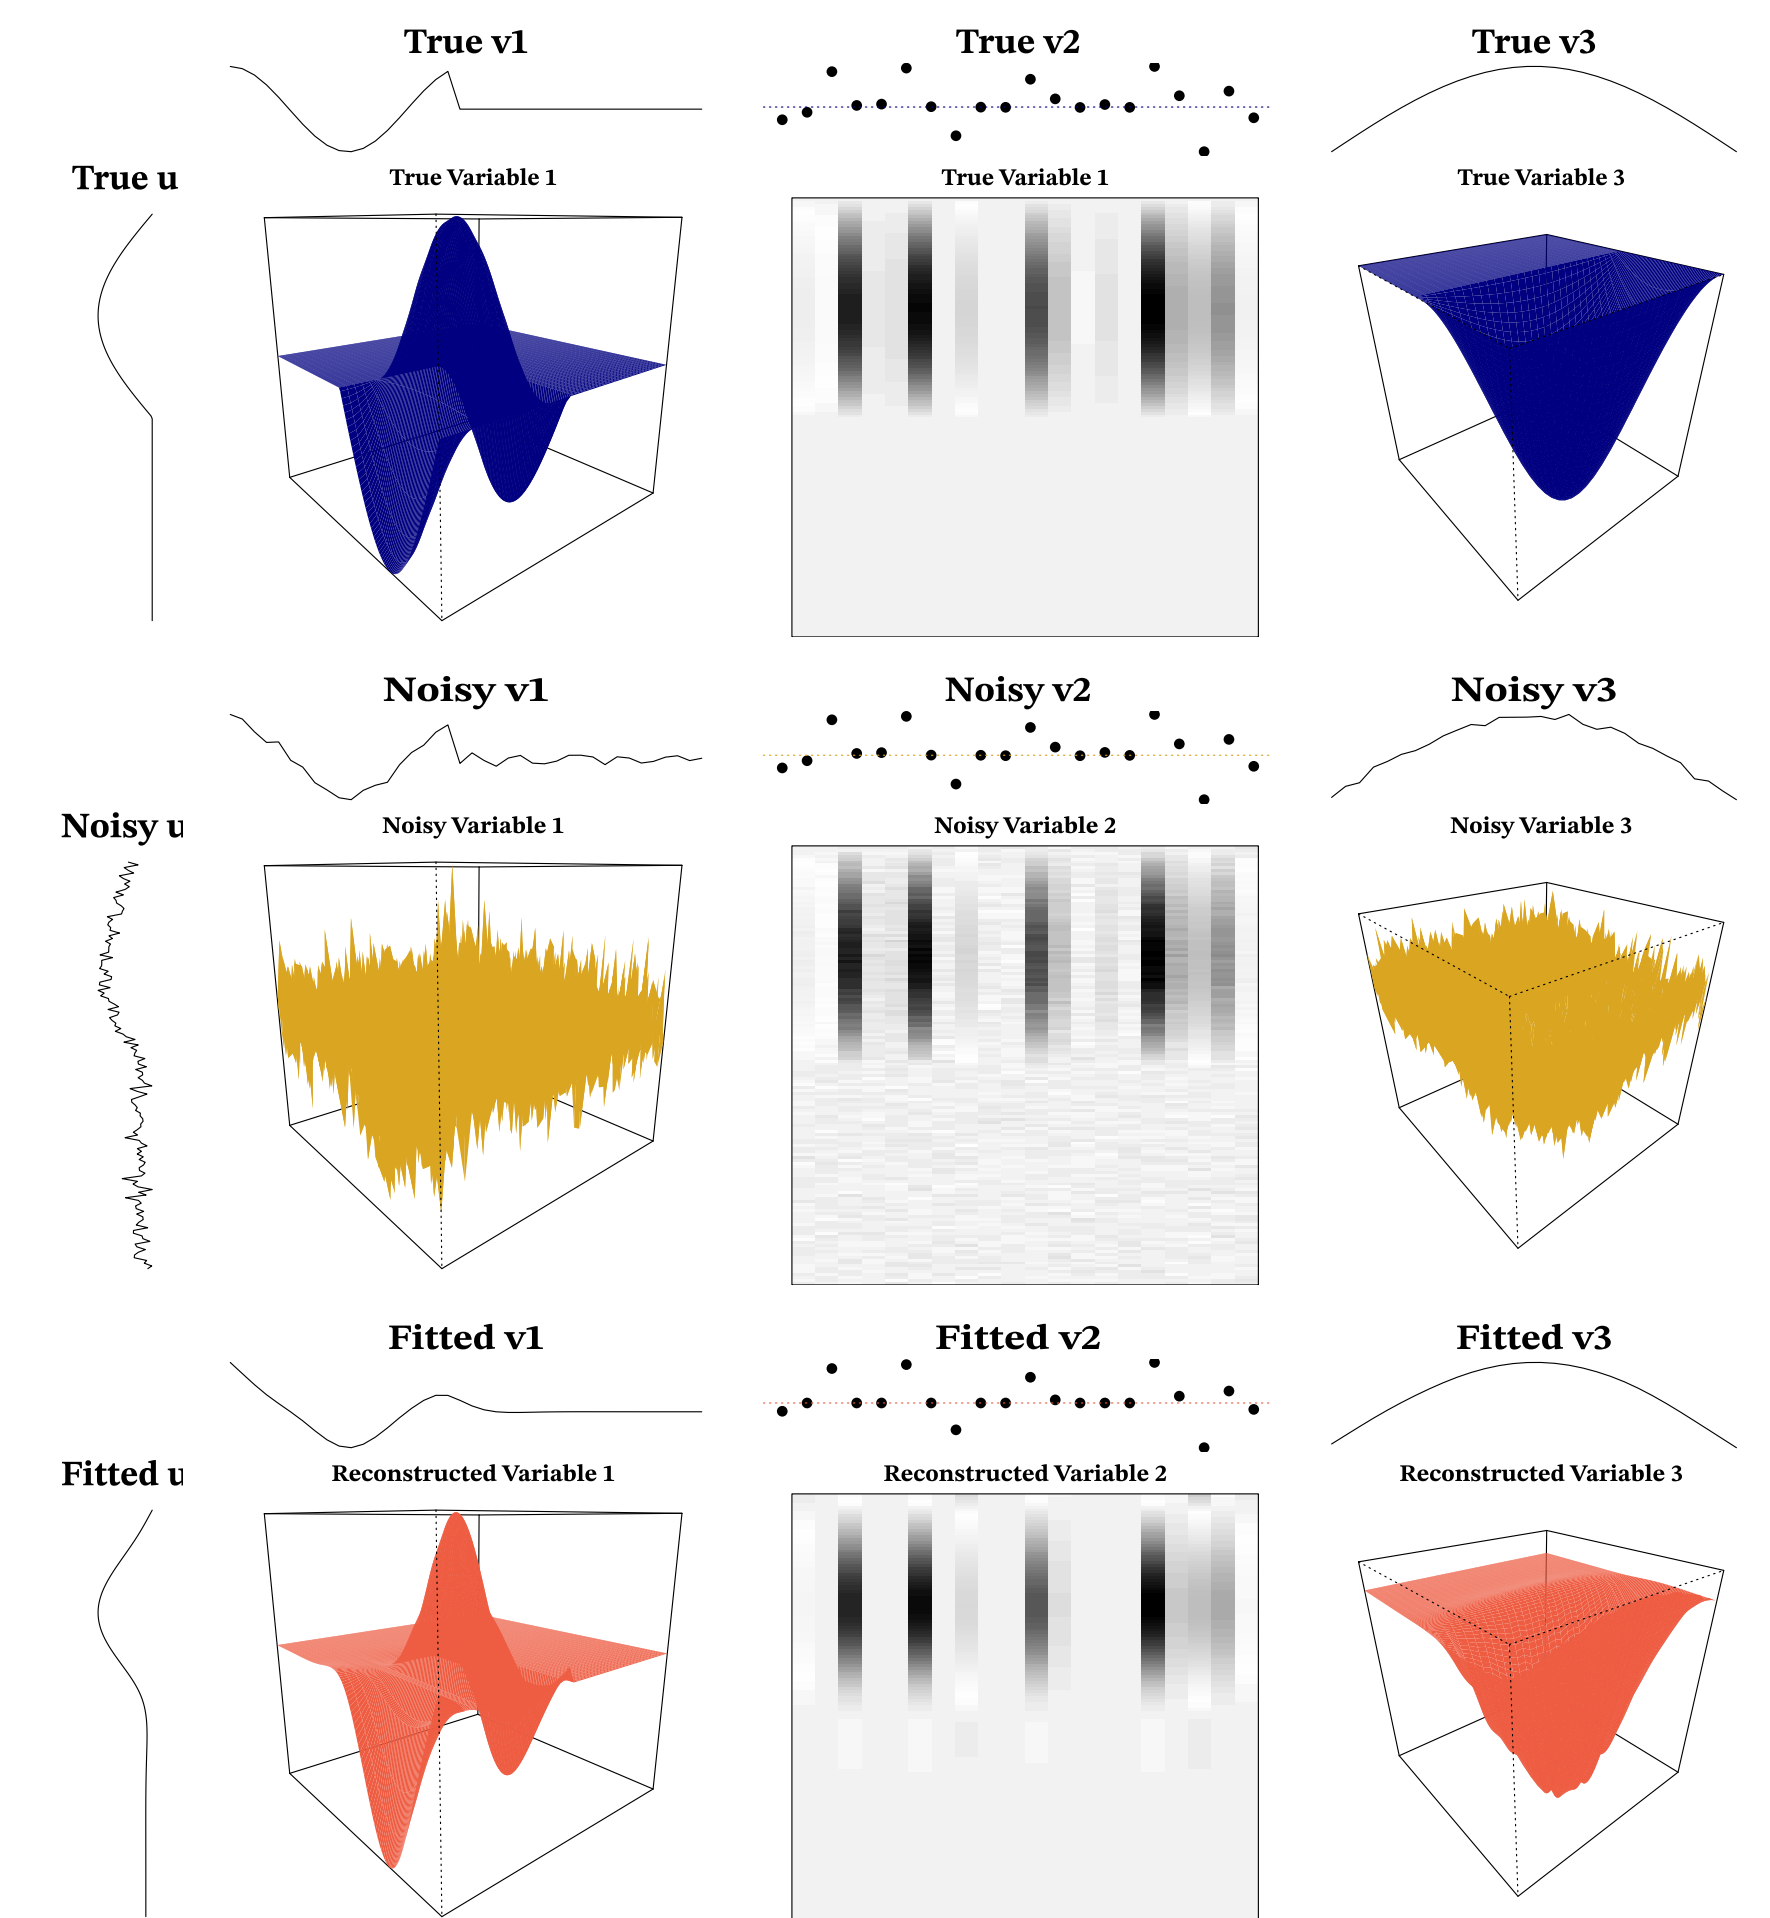 True v1
True v2
True v3
True u
True Variable 1
True Variable 1
True Variable 3
Noisy v1
Noisy v2
Noisy v3
Noisy u
Noisy Variable 1
Noisy Variable 2
Noisy Variable 3
Fitted v1
Fitted v2
Fitted v3
Fitted u
Reconstructed Variable 1
Reconstructed Variable 2
Reconstructed Variable 3